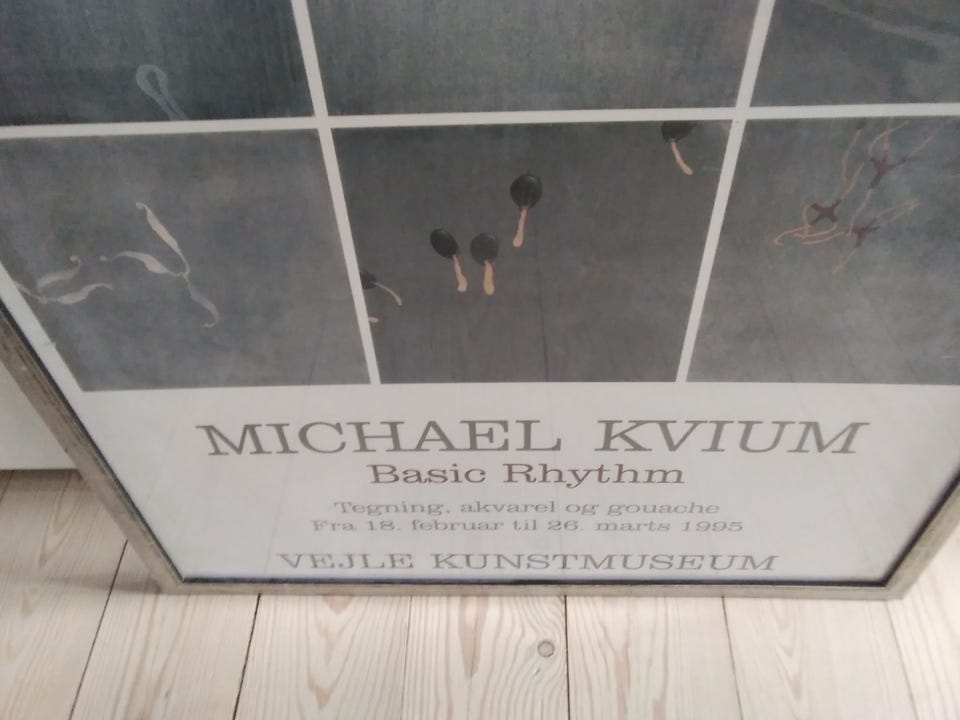 MICHAEL KVIUM
Basic Rhythm
Tegning, akvarel og gouache
Fra 18. februar til 26. marts 1995
VEJLE KUNSTMUSEUM